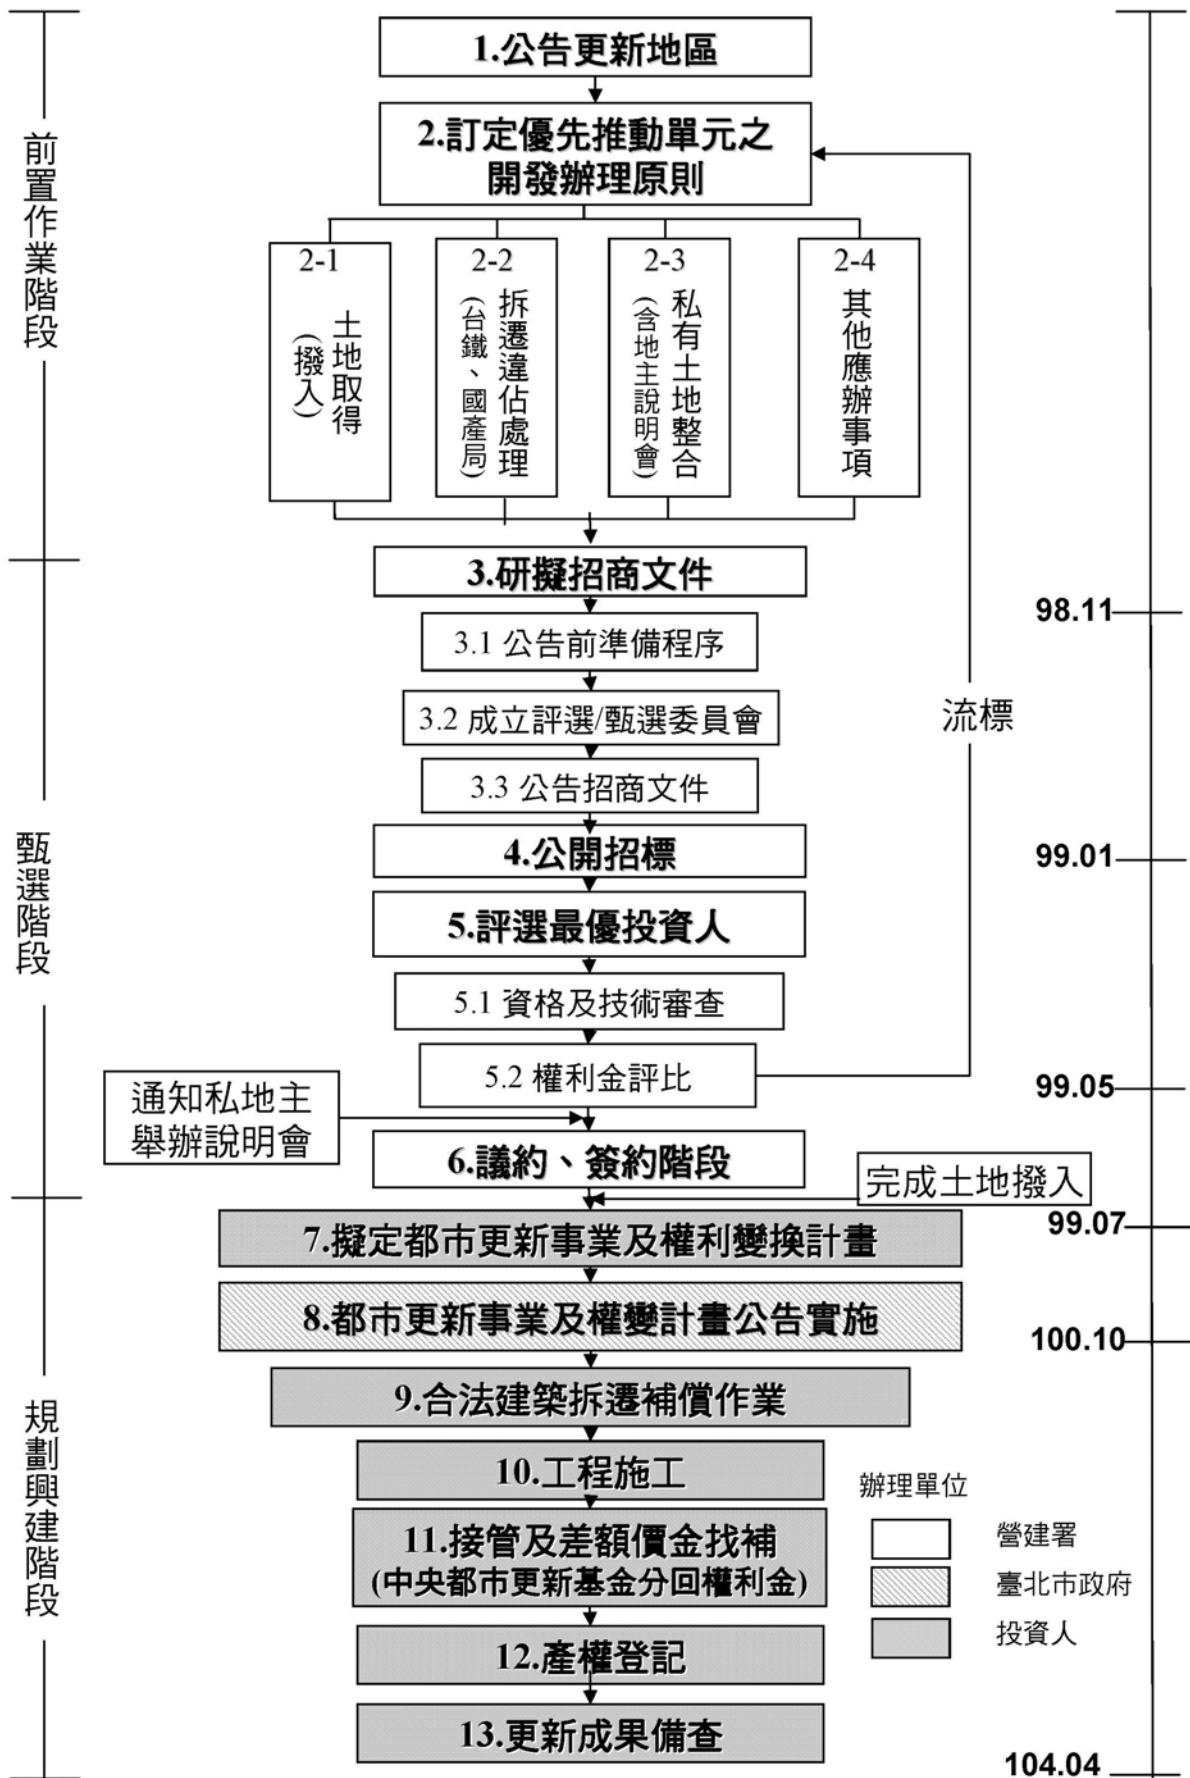 前置作業階段
1.公告更新地區
2.訂定優先推動單元之
開發辦理原則
2-1
土地取得
(撥入)
2-2
拆遷違佔處理
(台鐵、國產局)
2-3
私有土地整合
(含地主說明會)
2-4
其他應辦事項
甄選階段
3.研擬招商文件
98.11
3.1 公告前準備程序
3.2 成立評選/甄選委員會
流標
3.3 公告招商文件
4.公開招標
99.01
5.評選最優投資人
5.1 資格及技術審查
5.2 權利金評比
99.05
通知私地主
舉辦說明會
6.議約、簽約階段
完成土地撥入
規劃興建階段
99.07
7.擬定都市更新事業及權利變換計畫
8.都市更新事業及權變計畫公告實施
100.10
9.合法建築拆遷補償作業
10.工程施工
11.接管及差額價金找補
(中央都市更新基金分回權利金)
12.產權登記
13.更新成果備查
辦理單位
營建署
臺北市政府
投資人
104.04